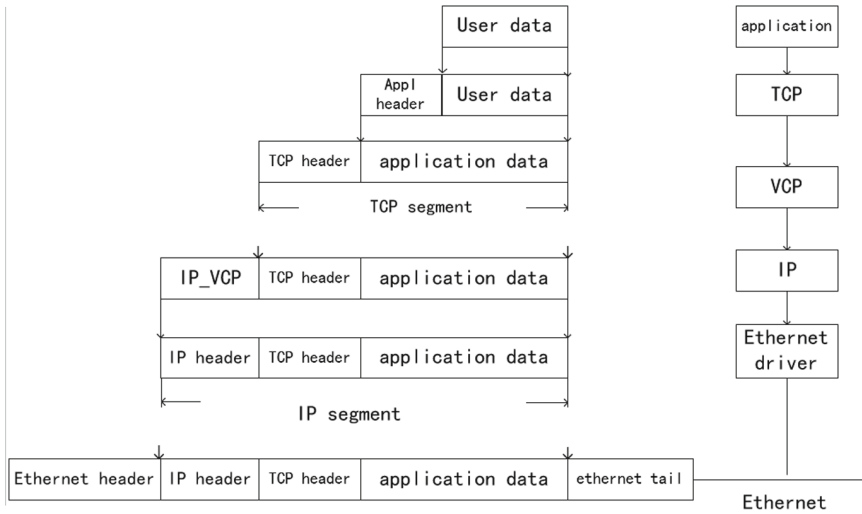 User data
application
Appl
header
User data
TCP
TCP header
application data
VCP
TCP segment
IP_VCP
TCP header
application data
IP
IP header
TCP header
application data
Ethernet
driver
IP segment
Ethernet header
IP header
TCP header
application data
ethernet tail
Ethernet